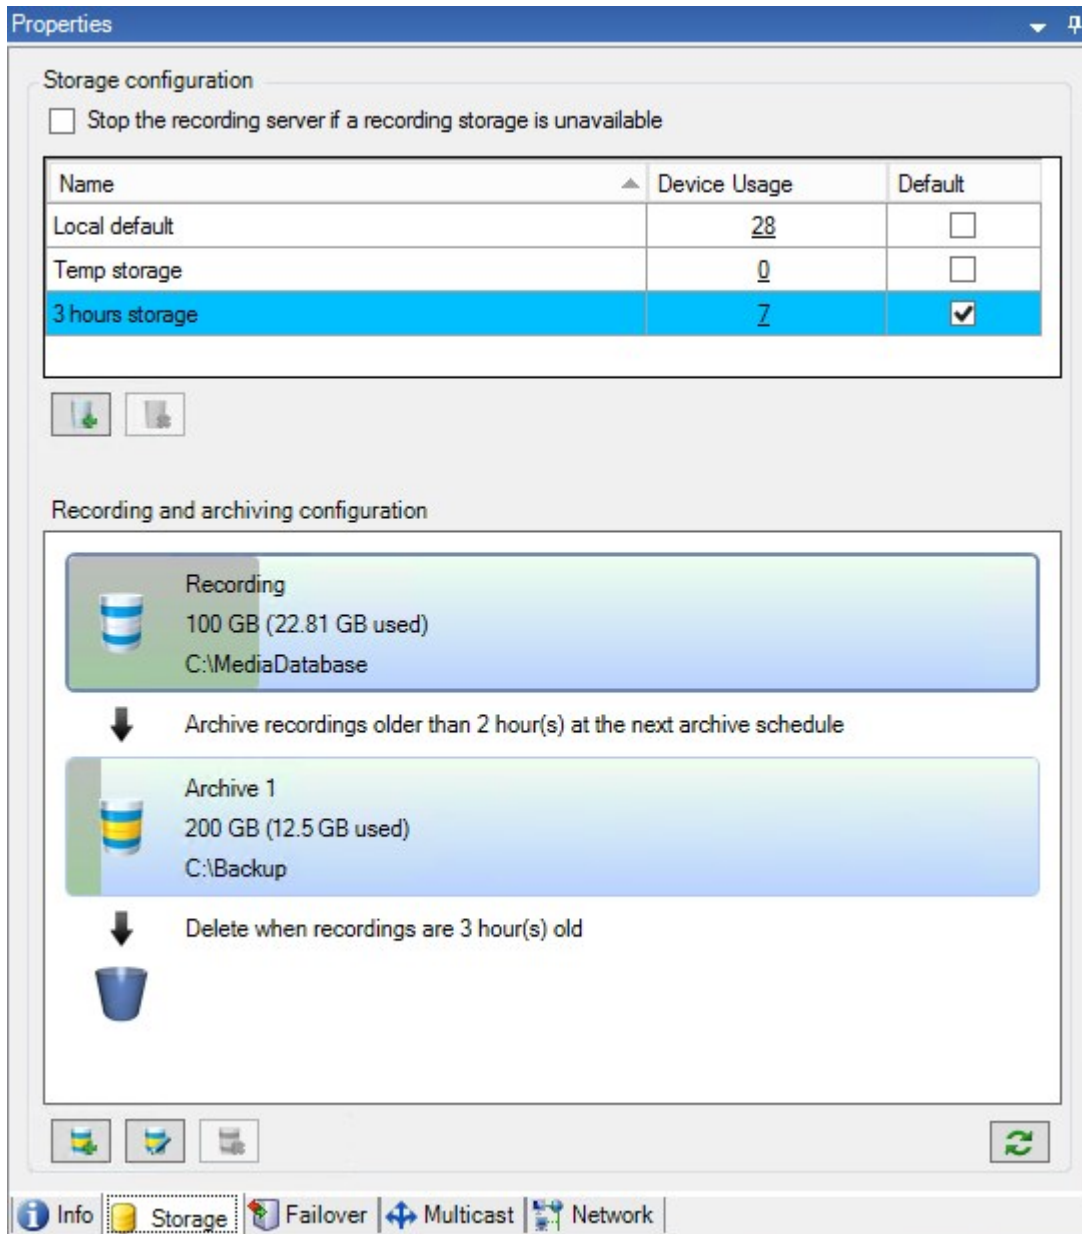 Properties
Storage configuration
Stop the recording server if a recording storage is unavailable
Name Device Usage Default
Local default 28
Temp storage 0
3 hours storage 7
Recording and archiving configuration
Recording
100 GB (22.81 GB used)
C:\MediaDatabase
Archive recordings older than 2 hour(s) at the next archive schedule
Archive 1
200 GB (12.5 GB used)
C:\Backup
Delete when recordings are 3 hour(s) old
Info Storage Failover Multicast Network